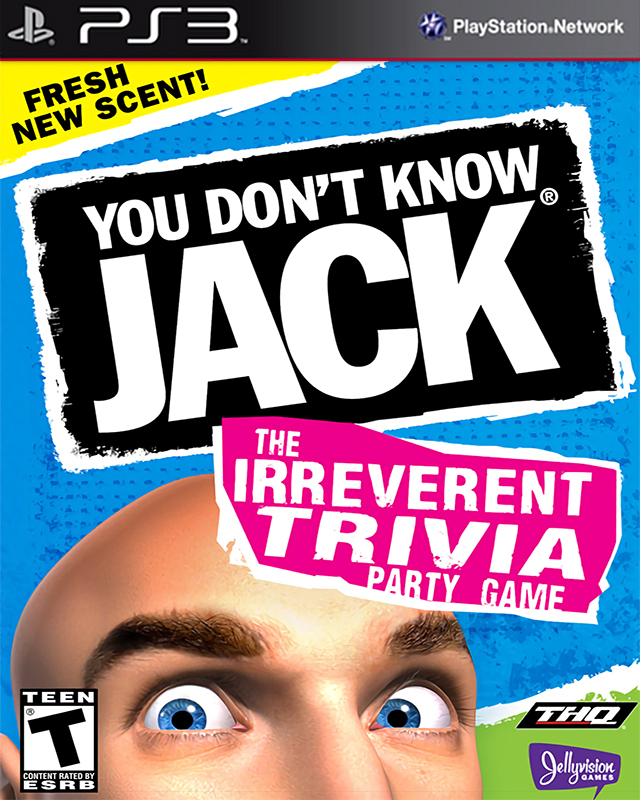 PS3
PlayStation®Network
FRESH
NEW SCENT!
YOU DON'T KNOW
JACK®
THE
IRREVERENT
TRIVIA
PARTY GAME
TEEN
T
®
CONTENT RATED BY
ESRB
THQ
Jellyvision
GAMES